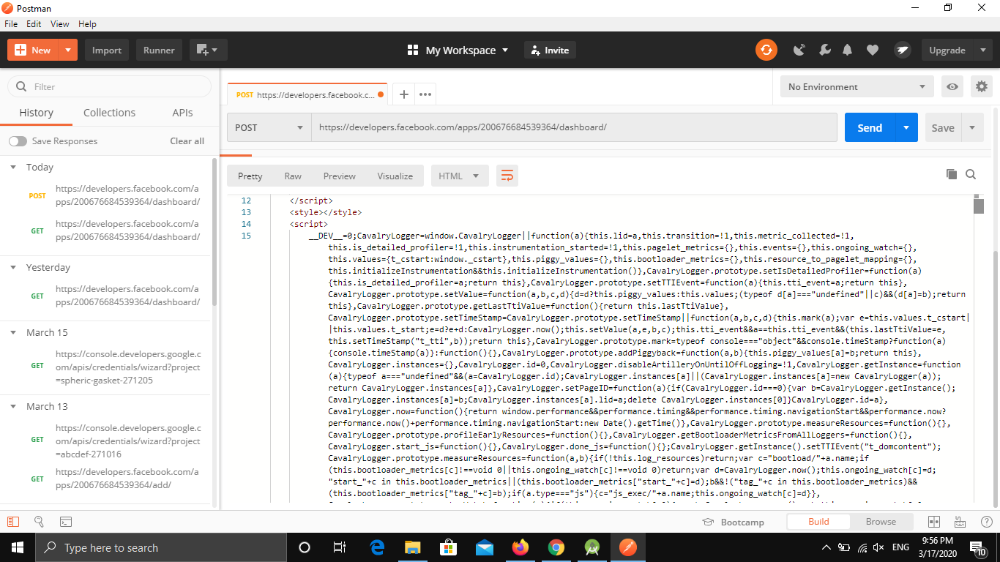 Postman
File Edit View Help
New Import Runner My Workspace Invite Upgrade
Filter
History Collections APIs
Save Responses Clear all
Today
POST https://developers.facebook.com/a
pps/200676684539364/dashboard/
GET https://developers.facebook.com/a
pps/200676684539364/dashboard/
Yesterday
GET https://developers.facebook.com/a
pps/200676684539364/dashboard/
March 15
GET https://console.developers.google.c
om/apis/credentials/wizard?project
=spheric-gasket-271205
March 13
GET https://console.developers.google.c
om/apis/credentials/wizard?project
=abcdef-271016
GET https://developers.facebook.com/a
pps/200676684539364/add/
POST https://developers.facebook.c...
No Environment
POST https://developers.facebook.com/apps/200676684539364/dashboard/ Send Save
Pretty Raw Preview Visualize HTML
12 </script>
13 <style></style>
14 <script>
15 __DEV__=0;CavalryLogger=window.CavalryLogger||function(a){this.lid=a,this.transition=!1,this.metric_collected=!1,
this.is_detailed_profiler=!1,this.instrumentation_started=!1,this.pagelet_metrics={},this.events={},this.ongoing_watch={},
this.values={t_cstart:window._cstart},this.piggy_values={},this.bootloader_metrics={},this.resource_to_pagelet_mapping={},
this.initializeInstrumentation&&this.initializeInstrumentation()},CavalryLogger.prototype.setIsDetailedProfiler=function(a)
{this.is_detailed_profiler=a;return this},CavalryLogger.prototype.setTTIEvent=function(a){this.tti_event=a;return this},
CavalryLogger.prototype.setValue=function(a,b,c,d){d=d?this.piggy_values:this.values;(typeof d[a]==="undefined"||c)&&(d[a]=b);return
this},CavalryLogger.prototype.getLastTtiValue=function(){return this.lastTtiValue},
CavalryLogger.prototype.setTimeStamp=CavalryLogger.prototype.setTimeStamp||function(a,b,c,d){this.mark(a);var e=this.values.t_cstart|
|this.values.t_start;e=d?e+d:CavalryLogger.now();this.setValue(a,e,b,c);this.tti_event&&a==this.tti_event&&(this.lastTtiValue=e,
this.setTimeStamp("t_tti",b));return this},CavalryLogger.prototype.mark=typeof console==="object"&&console.timeStamp?function(a)
{console.timeStamp(a)}:function(){},CavalryLogger.prototype.addPiggyback=function(a,b){this.piggy_values[a]=b;return this},
CavalryLogger.instances={},CavalryLogger.id=0,CavalryLogger.disableArtilleryOnUntilOffLogging=!1,CavalryLogger.getInstance=function
(a){typeof a==="undefined"&&(a=CavalryLogger.id);CavalryLogger.instances[a]||(CavalryLogger.instances[a]=new CavalryLogger(a));
return CavalryLogger.instances[a]},CavalryLogger.setPageID=function(a){if(CavalryLogger.id===0){var b=CavalryLogger.getInstance();
CavalryLogger.instances[a]=b;CavalryLogger.instances[a].lid=a;delete CavalryLogger.instances[0]}CavalryLogger.id=a},
CavalryLogger.now=function(){return window.performance&&performance.timing&&performance.timing.navigationStart&&performance.now?
performance.now()+performance.timing.navigationStart:new Date().getTime()},CavalryLogger.prototype.measureResources=function(){},
CavalryLogger.prototype.profileEarlyResources=function(){},CavalryLogger.getBootloaderMetricsFromAllLoggers=function(){},
CavalryLogger.start_js=function(){},CavalryLogger.done_js=function(){};CavalryLogger.getInstance().setTTIEvent("t_domcontent");
CavalryLogger.prototype.measureResources=function(a,b){if(!this.log_resources)return;var c="bootload/"+a.name;if
(this.bootloader_metrics[c]!==void 0||this.ongoing_watch[c]!==void 0)return;var d=CavalryLogger.now();this.ongoing_watch[c]=d;
"start_"+c in this.bootloader_metrics||(this.bootloader_metrics["start_"+c]=d);b&&!("tag_"+c in this.bootloader_metrics)&&
(this.bootloader_metrics["tag_"+c]=b);if(a.type==="js"){c="js_exec/"+a.name;this.ongoing_watch[c]=d}},
Bootcamp Build Browse
Type here to search
ENG
9:56 PM
3/17/2020
10